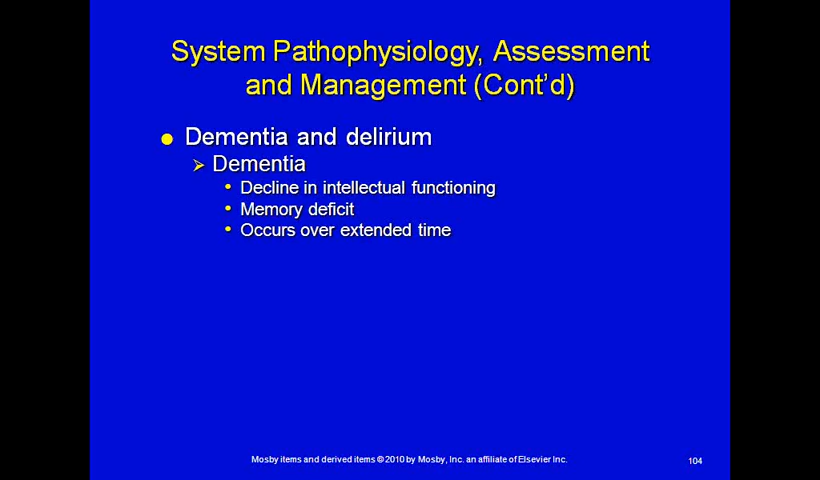 System Pathophysiology, Assessment
and Management (Cont'd)
Dementia and delirium
Dementia
Decline in intellectual functioning
Memory deficit
Occurs over extended time
Mosby items and derived items © 2010 by Mosby, Inc. an affiliate of Elsevier Inc.
104